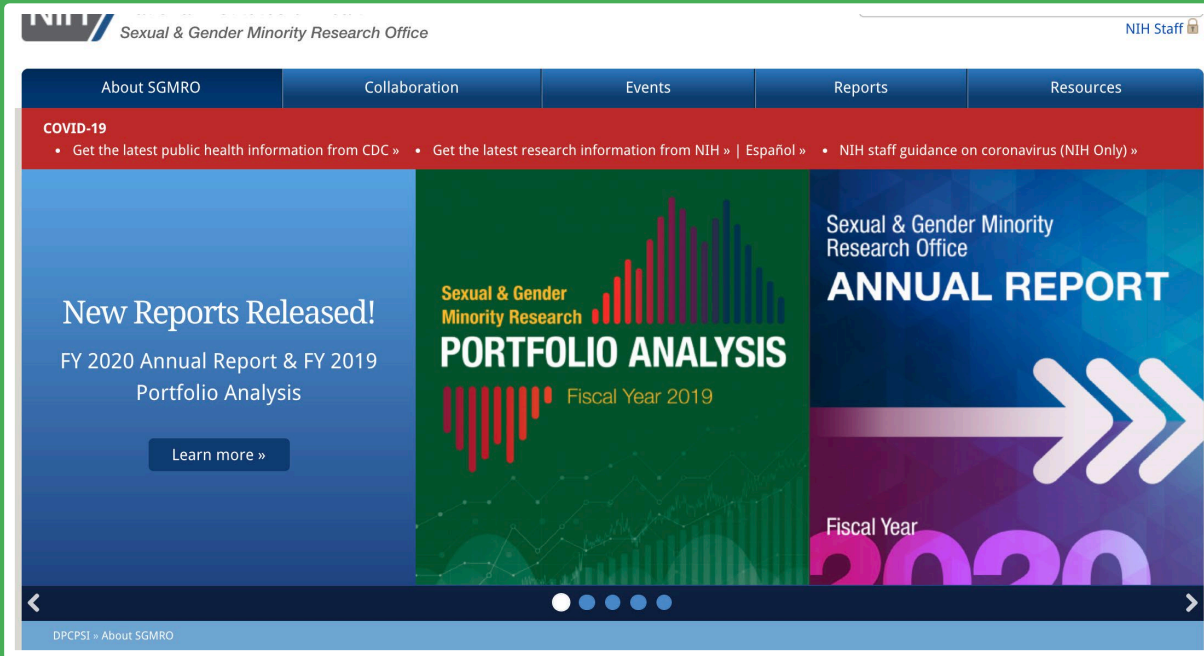 Sexual & Gender Minority Research Office
NIH Staff
About SGMRO
Collaboration
Events
Reports
Resources
COVID-19
• Get the latest public health information from CDC » • Get the latest research information from NIH » | Español » • NIH staff guidance on coronavirus (NIH Only) »
New Reports Released!
FY 2020 Annual Report & FY 2019
Portfolio Analysis
Learn more »
Sexual & Gender
Minority Research
PORTFOLIO ANALYSIS
Fiscal Year 2019
Sexual & Gender Minority
Research Office
ANNUAL REPORT
Fiscal Year
2020
DPCPSI » About SGMRO